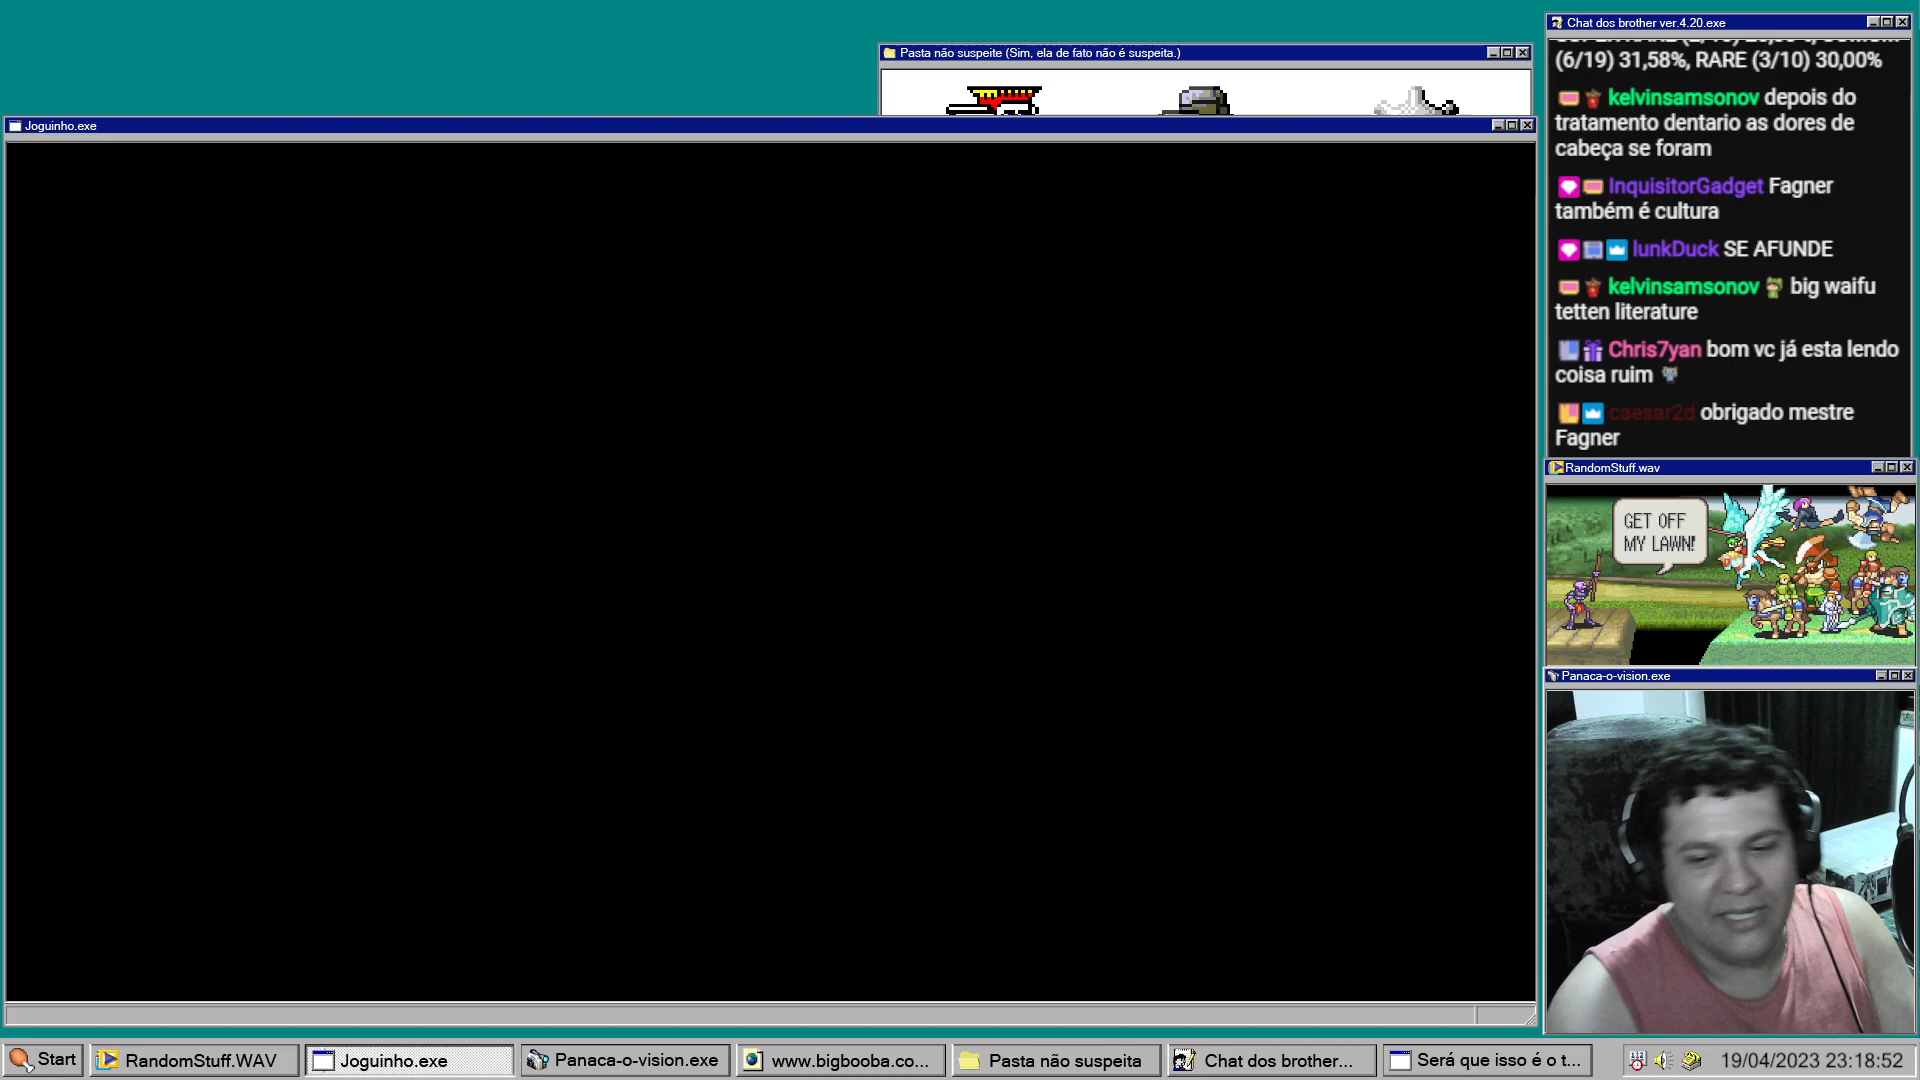 Chat dos brother ver.4.20.exe
Pasta não suspeite (Sim, ela de fato não é suspeita.)
(6/19) 31,58%, RARE (3/10) 30,00%
kelvinsamsonov depois do
tratamento dentario as dores de
cabeça se foram
InquisitorGadget Fagner
também é cultura
lunkDuck SE AFUNDE
kelvinsamsonov big waifu
tetten literature
Chris7yan bom vc já esta lendo
coisa ruim
caesar2d obrigado mestre
Fagner
Joguinho.exe
RandomStuff.wav
GET OFF
MY LAWN!
Panaca-o-vision.exe
Start
RandomStuff.WAV
Joguinho.exe
Panaca-o-vision.exe
www.bigbooba.co...
Pasta não suspeita
Chat dos brother...
Será que isso é o t...
19/04/2023 23:18:52